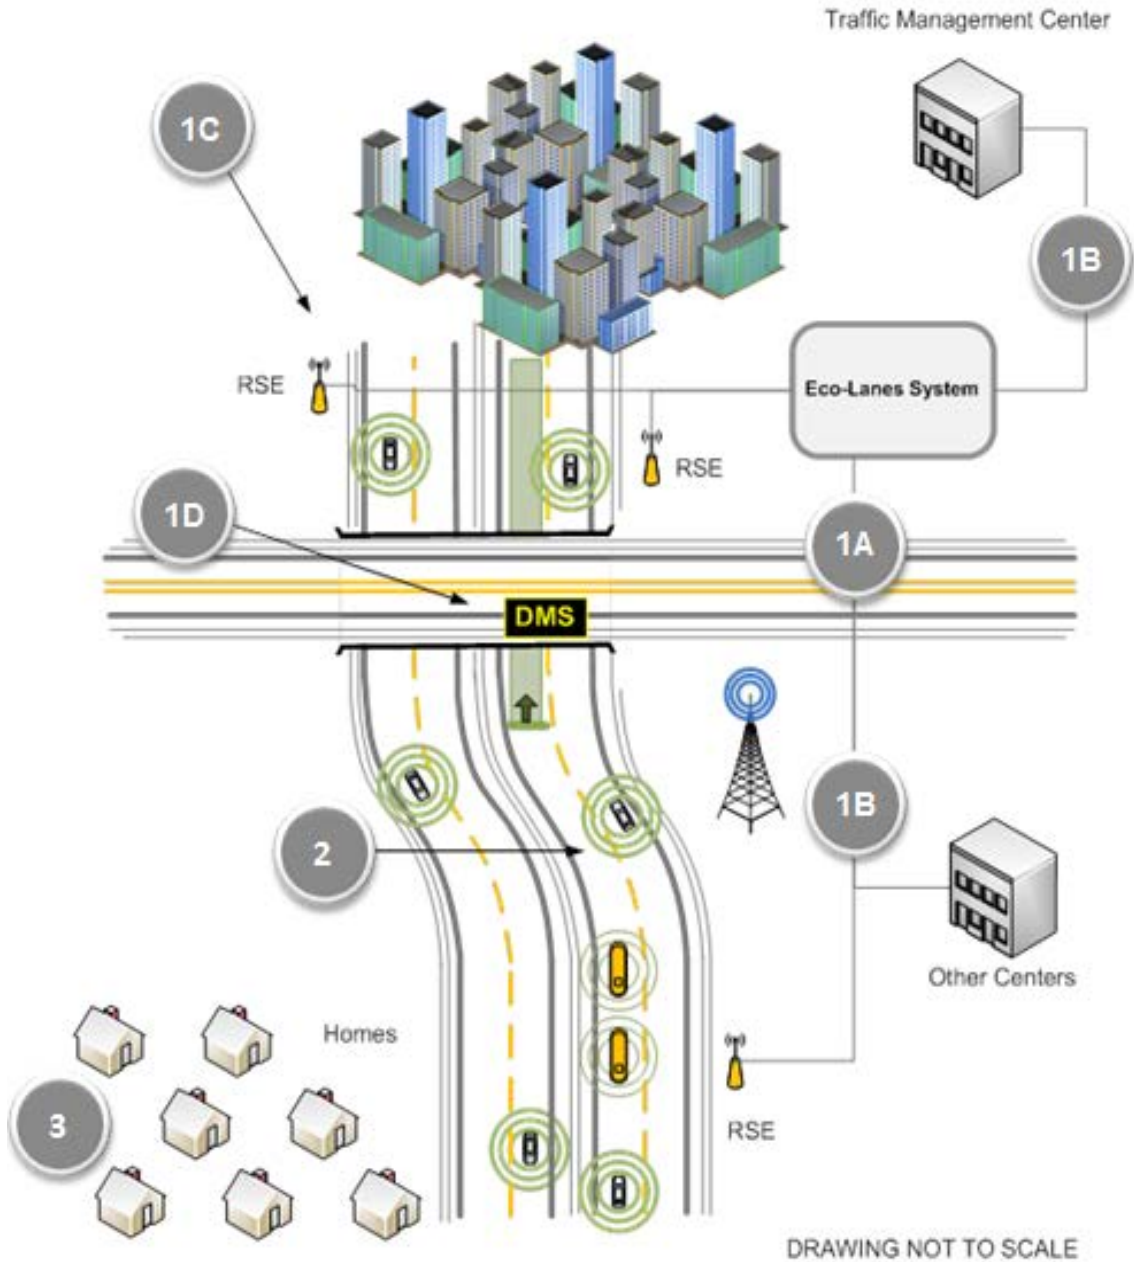 Traffic Management Center
1C
1B
RSE
Eco-Lanes System
RSE
1D
1A
DMS
1B
2
Other Centers
Homes
3
RSE
DRAWING NOT TO SCALE